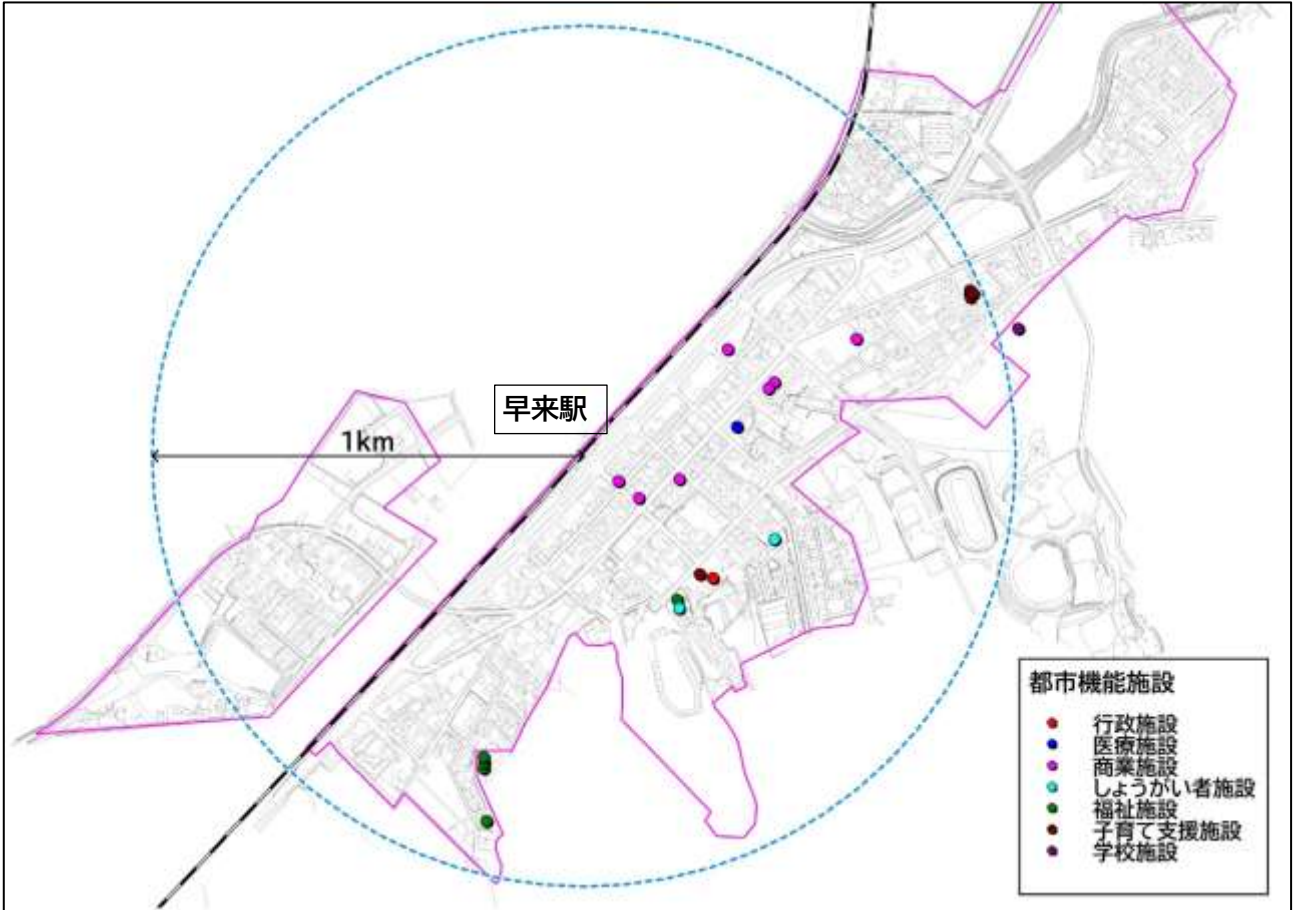 早来駅
1km
都市機能施設
行政施設
医療施設
商業施設
しょうがい者施設
福祉施設
子育て支援施設
学校施設